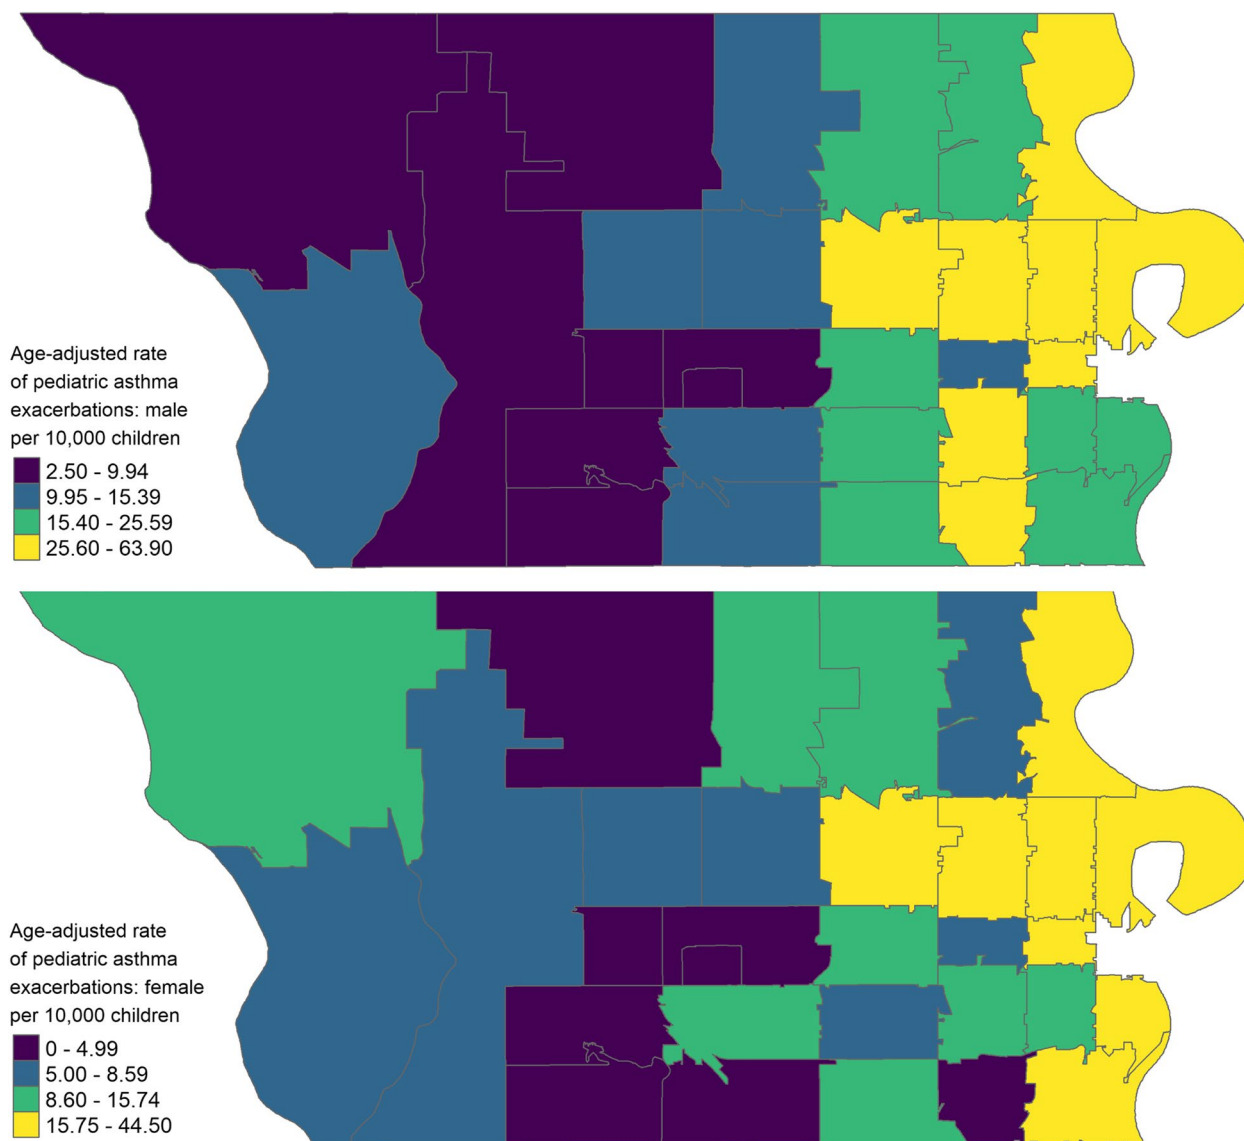 Age-adjusted rate
of pediatric asthma
exacerbations: male
per 10,000 children
2.50 - 9.94
9.95 - 15.39
15.40 - 25.59
25.60 - 63.90
Age-adjusted rate
of pediatric asthma
exacerbations: female
per 10,000 children
0 - 4.99
5.00 - 8.59
8.60 - 15.74
15.75 - 44.50